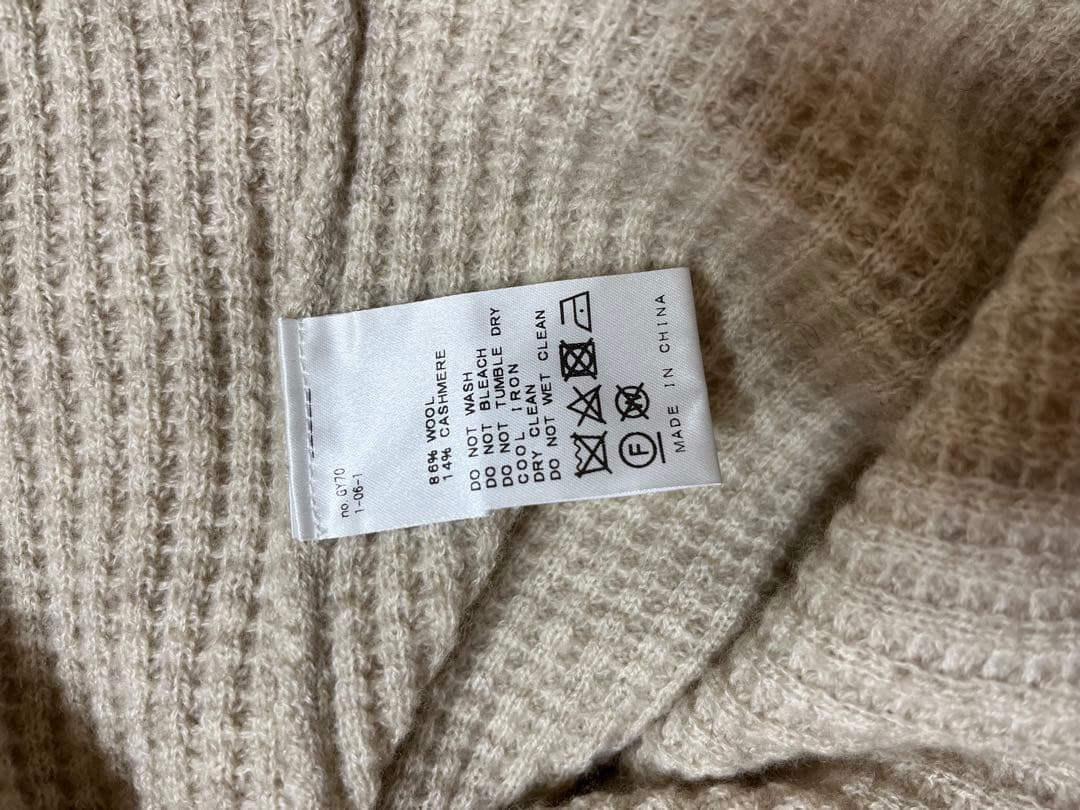 no. GY70
1-06-1
86% WOOL
14% CASHMERE
DO NOT WASH
DO NOT BLEACH
DO NOT TUMBLE DRY
COOL IRON
DRY CLEAN
DO NOT WET CLEAN
F W
MADE IN CHINA